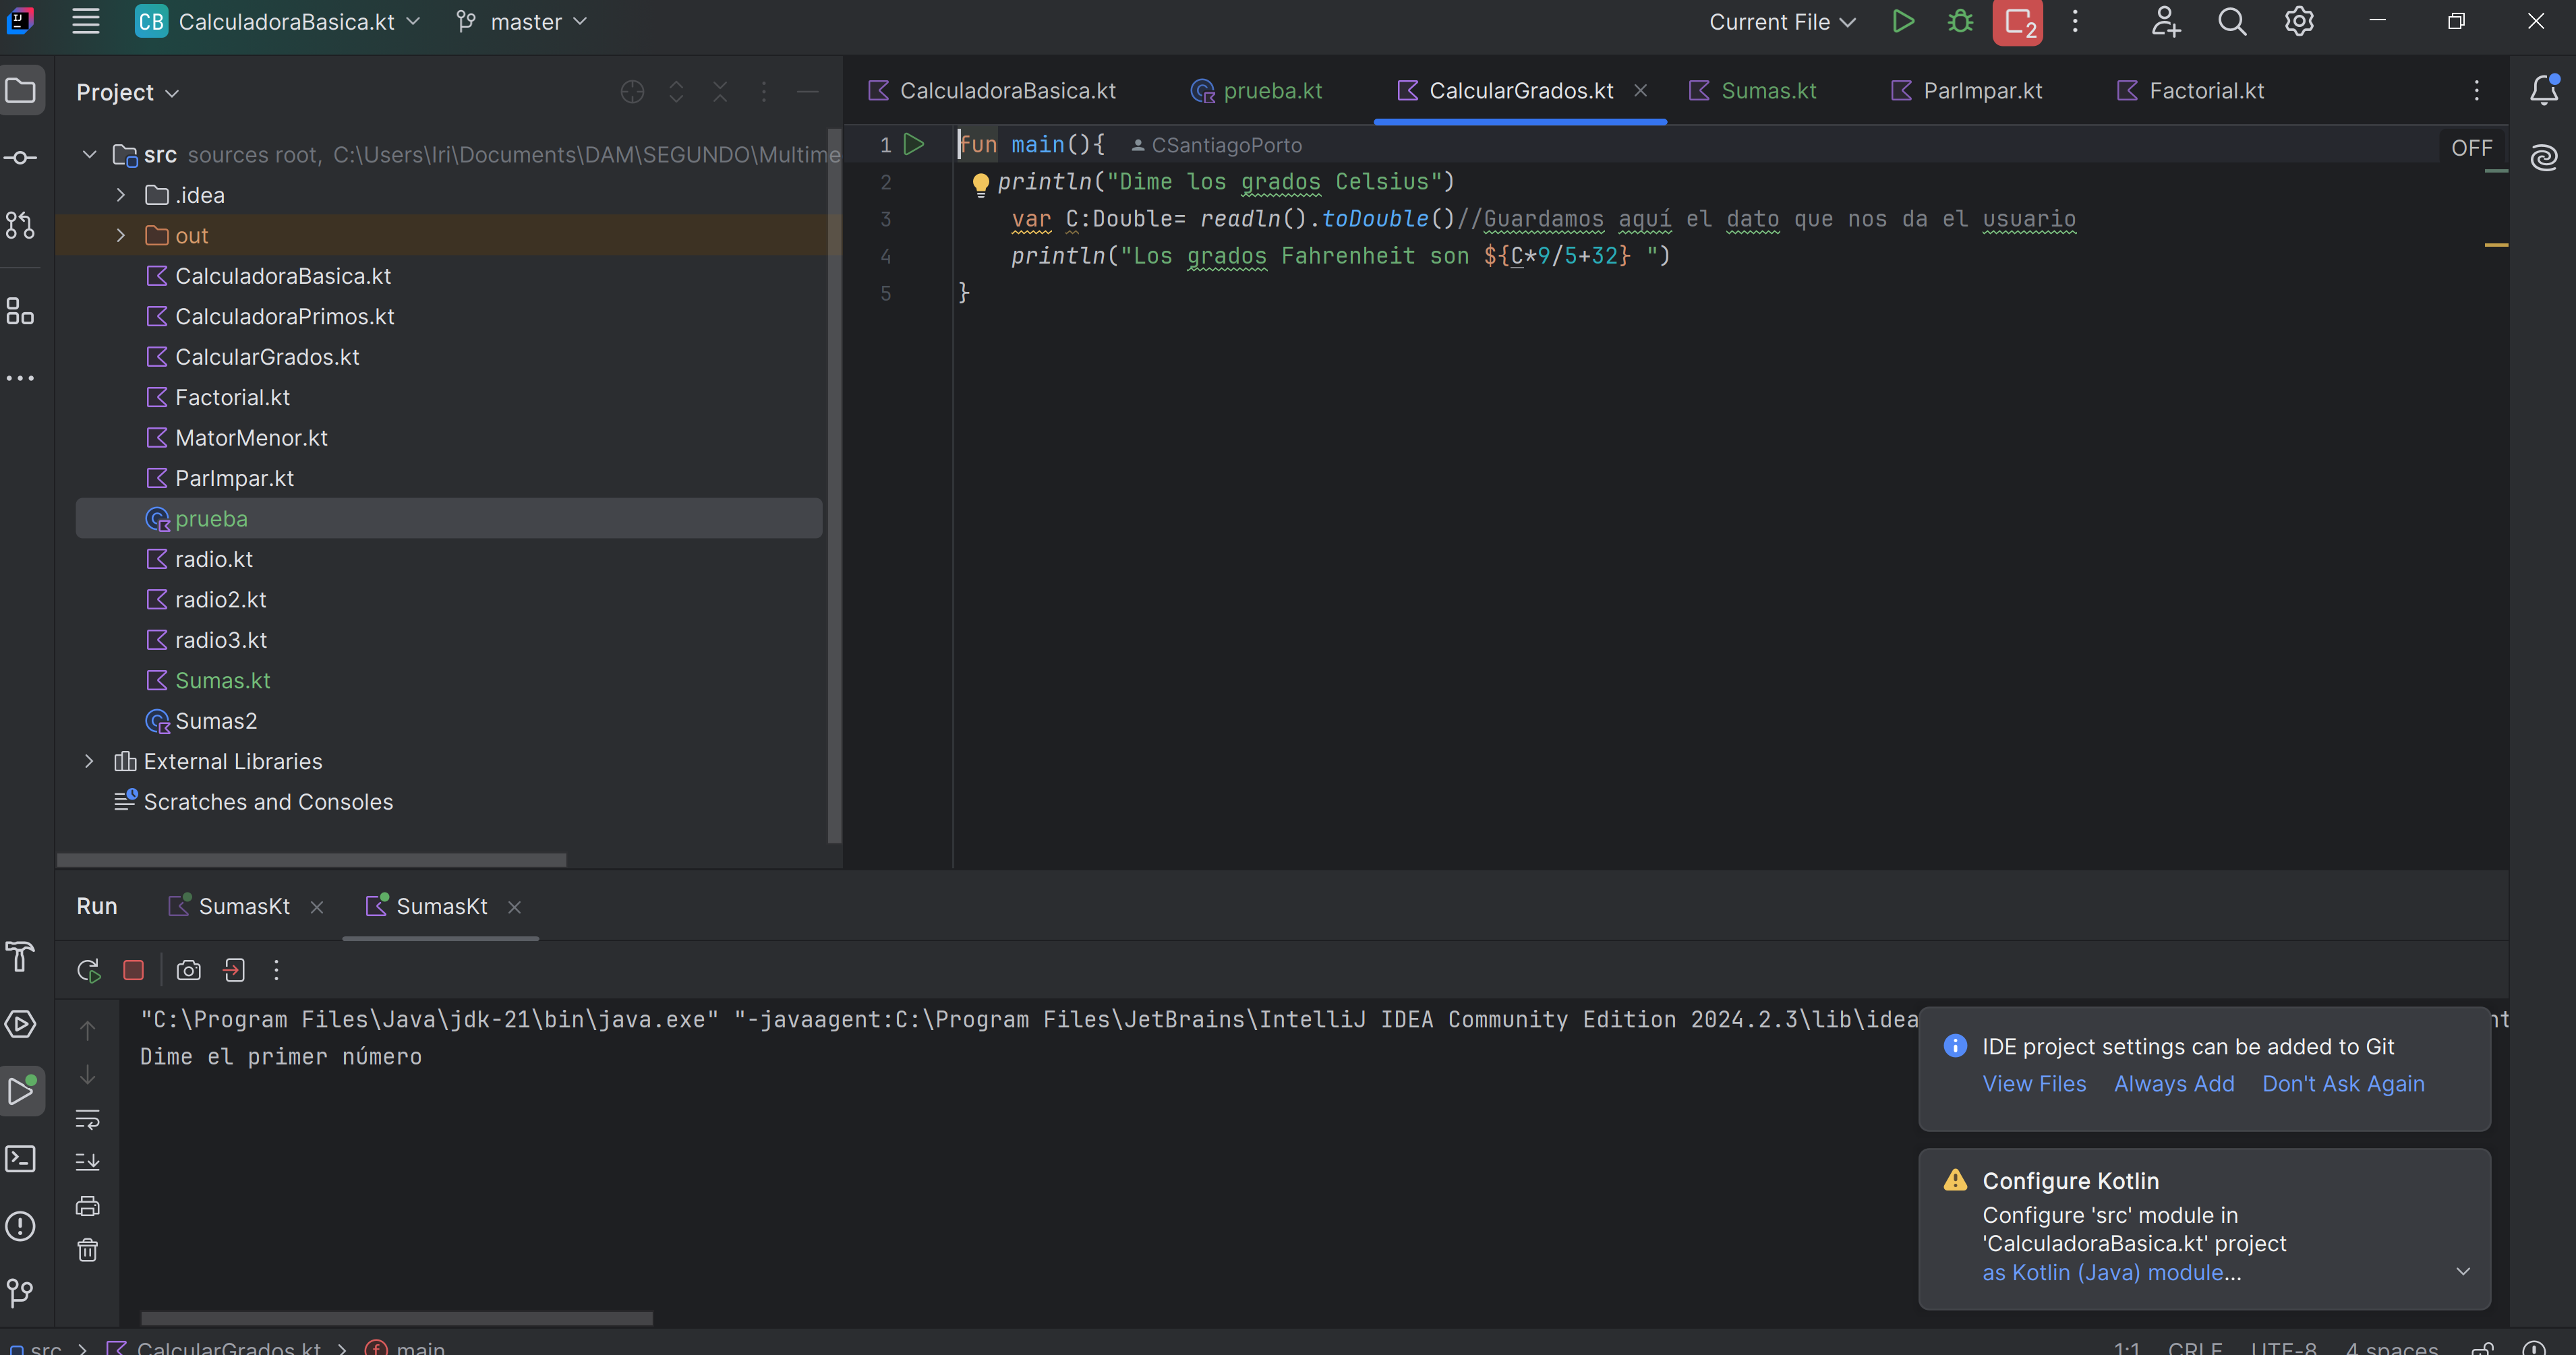 CB CalculadoraBasica.kt master Current File 2
Project
src sources root, C:\Users\Iri\Documents\DAM\SEGUNDO\Multime
.idea
out
CalculadoraBasica.kt
CalculadoraPrimos.kt
CalcularGrados.kt
Factorial.kt
MatorMenor.kt
ParImpar.kt
prueba
radio.kt
radio2.kt
radio3.kt
Sumas.kt
Sumas2
External Libraries
Scratches and Consoles
CalculadoraBasica.kt prueba.kt CalcularGrados.kt Sumas.kt ParImpar.kt Factorial.kt
1 fun main(){ CSantiagoPorto OFF
2 println("Dime los grados Celsius")
3 var C:Double= readln().toDouble()//Guardamos aquí el dato que nos da el usuario
4 println("Los grados Fahrenheit son ${C*9/5+32} ")
5 }
Run SumasKt SumasKt
"C:\Program Files\Java\jdk-21\bin\java.exe" "-javaagent:C:\Program Files\JetBrains\IntelliJ IDEA Community Edition 2024.2.3\lib\idea
Dime el primer número
IDE project settings can be added to Git
View Files Always Add Don't Ask Again
Configure Kotlin
Configure 'src' module in
'CalculadoraBasica.kt' project
as Kotlin (Java) module...
src CalcularGrados.kt main 1:1 CRLF UTF-8 4 spaces